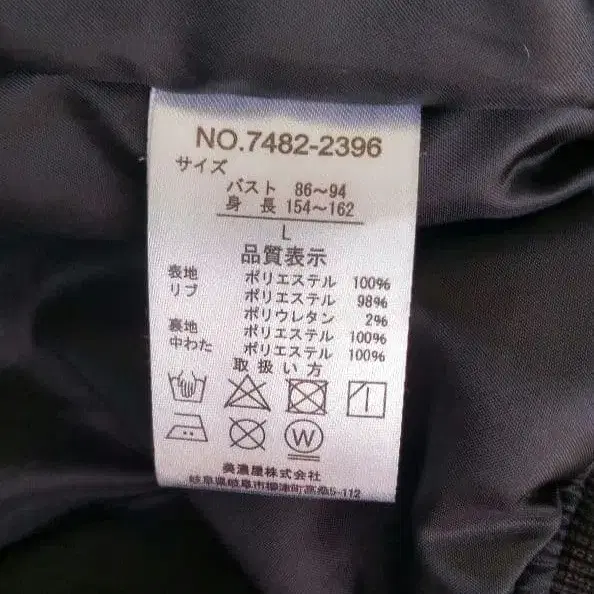 NO.7482-2396
サイズ
バスト 86~94
身 長 154~162
L
品質表示
表地 ポリエステル 100%
リブ ポリエステル 98%
ポリウレタン 2%
裏地 ポリエステル 100%
中わた ポリエステル 100%
取扱い方
W
美濃屋株式会社
岐阜県岐阜市柳津町高桑5-112